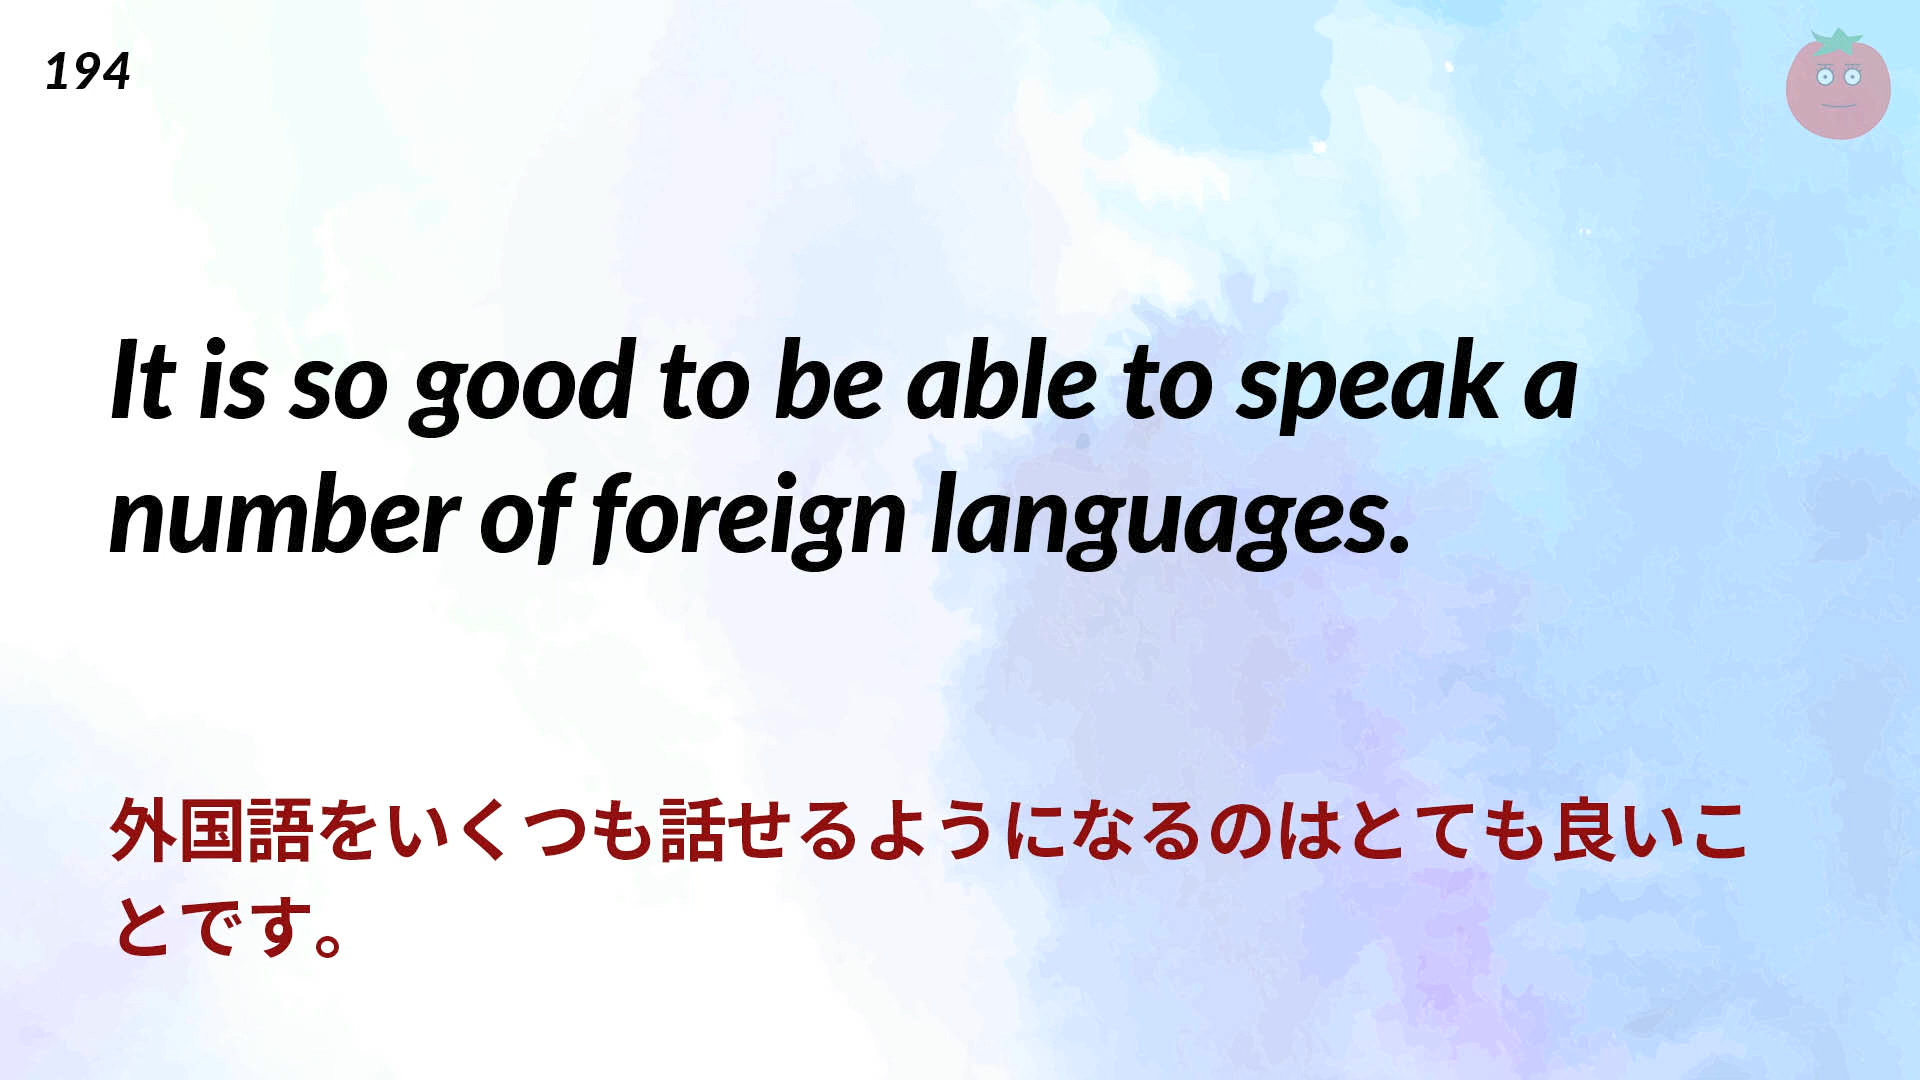 194
It is so good to be able to speak a
number of foreign languages.
外国語をいくつも話せるようになるのはとても良いこ
とです。